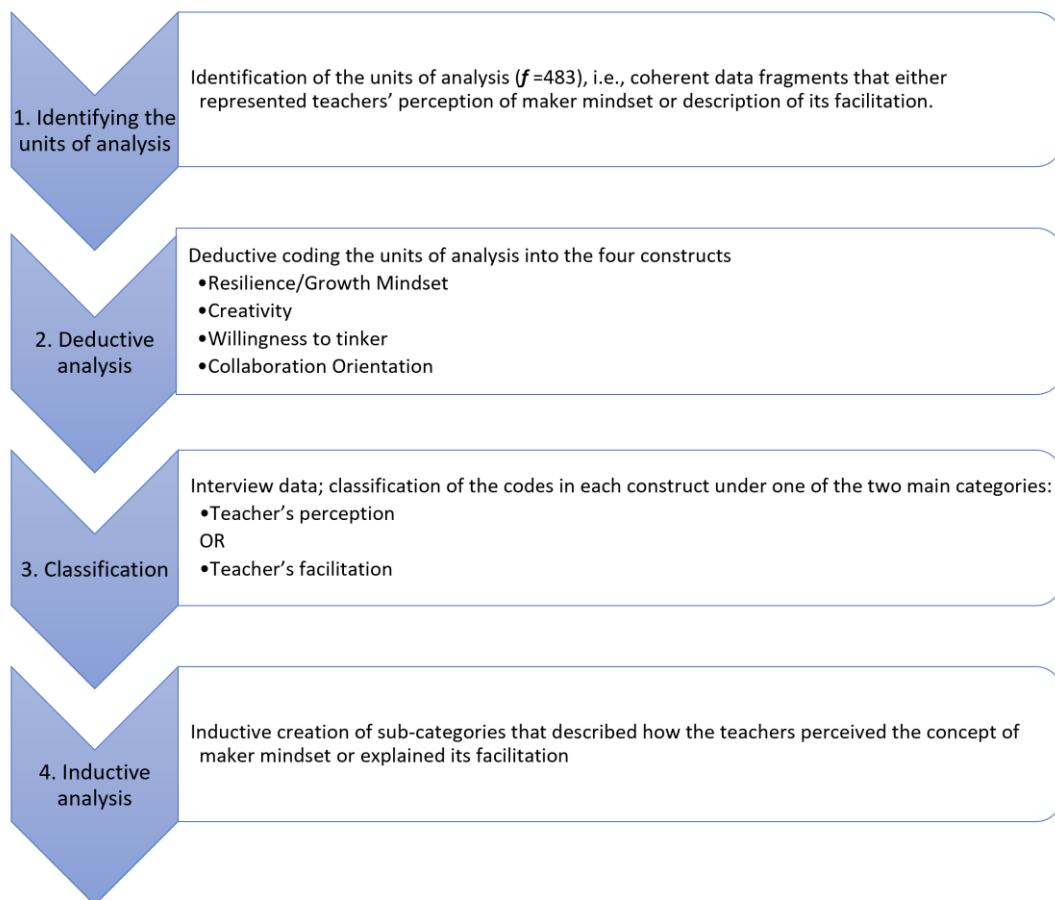 1. Identifying the
units of analysis
Identification of the units of analysis (f =483), i.e., coherent data fragments that either
represented teachers’ perception of maker mindset or description of its facilitation.
2. Deductive
analysis
Deductive coding the units of analysis into the four constructs
•Resilience/Growth Mindset
•Creativity
•Willingness to tinker
•Collaboration Orientation
3. Classification
Interview data; classification of the codes in each construct under one of the two main categories:
•Teacher’s perception
OR
•Teacher’s facilitation
4. Inductive
analysis
Inductive creation of sub-categories that described how the teachers perceived the concept of
maker mindset or explained its facilitation